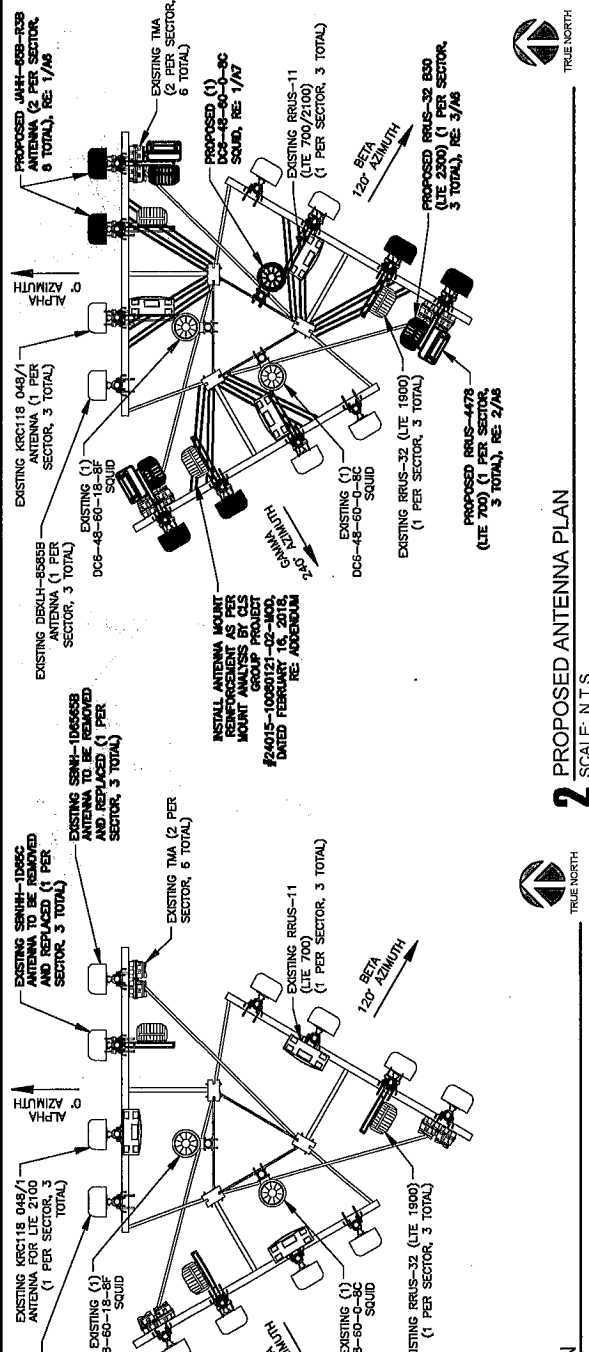 EXISTING KRC118 048/1
ANTENNA FOR LTE 2100
(1 PER SECTOR, 3
TOTAL)
ALPHA
0° AZIMUTH
EXISTING SBNHH-1D65C
ANTENNA TO BE REMOVED
AND REPLACED (1 PER
SECTOR, 3 TOTAL)
EXISTING SBNH-1D6565B
ANTENNA TO BE REMOVED
AND REPLACED (1 PER
SECTOR, 3 TOTAL)
EXISTING TMA (2 PER
SECTOR, 6 TOTAL)
EXISTING (1)
-60-18-8F
SQUID
EXISTING RRUS-11
(LTE 700)
(1 PER SECTOR, 3 TOTAL)
BETA
120° AZIMUTH
EXISTING (1)
-60-0-8C
SQUID
AZIMUTH
EXISTING RRUS-32 (LTE 1900)
(1 PER SECTOR, 3 TOTAL)
TRUE NORTH
EXISTING DBXLH-8585B
ANTENNA (1 PER
SECTOR, 3 TOTAL)
EXISTING KRC118 048/1
ANTENNA (1 PER
SECTOR, 3 TOTAL)
ALPHA
0° AZIMUTH
PROPOSED JAHH-65B-R3B
ANTENNA (2 PER SECTOR,
6 TOTAL), RE: 1/A6
EXISTING TMA
(2 PER SECTOR,
6 TOTAL)
EXISTING (1)
DC6-48-60-18-8F
SQUID
PROPOSED (1)
DC6-48-60-0-8C
SQUID, RE: 1/A7
EXISTING RRUS-11
(LTE 700/2100)
(1 PER SECTOR, 3 TOTAL)
BETA
120° AZIMUTH
INSTALL ANTENNA MOUNT
REINFORCEMENT AS PER
MOUNT ANALYSIS BY CLS
GROUP PROJECT
#24015-10080121-02-MOD,
DATED FEBRUARY 16, 2018,
RE: ADDENDUM
GAMMA
240° AZIMUTH
EXISTING (1)
DC6-48-60-0-8C
SQUID
EXISTING RRUS-32 (LTE 1900)
(1 PER SECTOR, 3 TOTAL)
PROPOSED RRUS-32 B30
(LTE 2300) (1 PER SECTOR,
3 TOTAL), RE: 3/A6
PROPOSED RRUS-4478
(LTE 700) (1 PER SECTOR,
3 TOTAL), RE: 2/A6
2 PROPOSED ANTENNA PLAN
SCALE: N.T.S.
TRUE NORTH